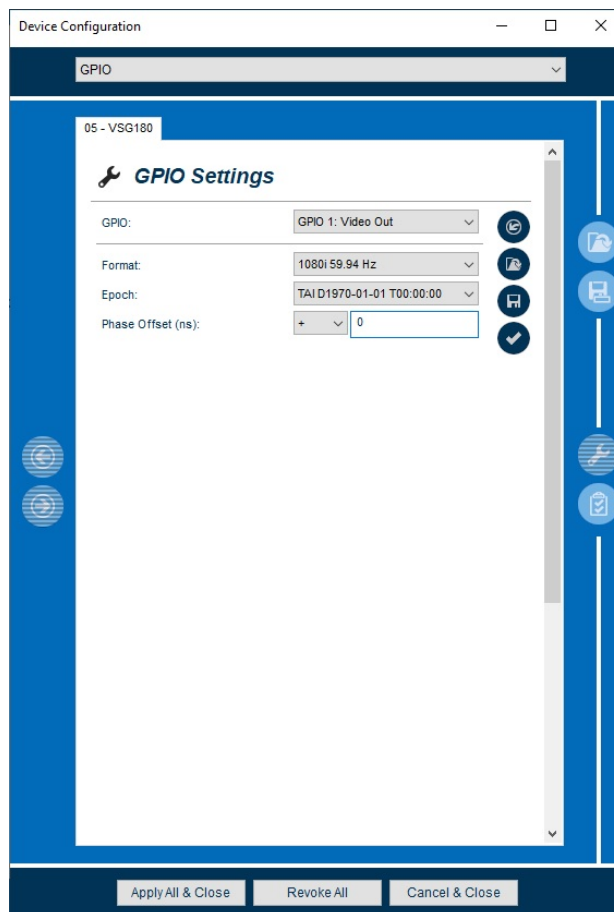 Device Configuration
GPIO
05 - VSG180
GPIO Settings
GPIO: GPIO 1: Video Out
Format: 1080i 59.94 Hz
Epoch: TAI D1970-01-01 T00:00:00
Phase Offset (ns): + 0
Apply All & Close Revoke All Cancel & Close